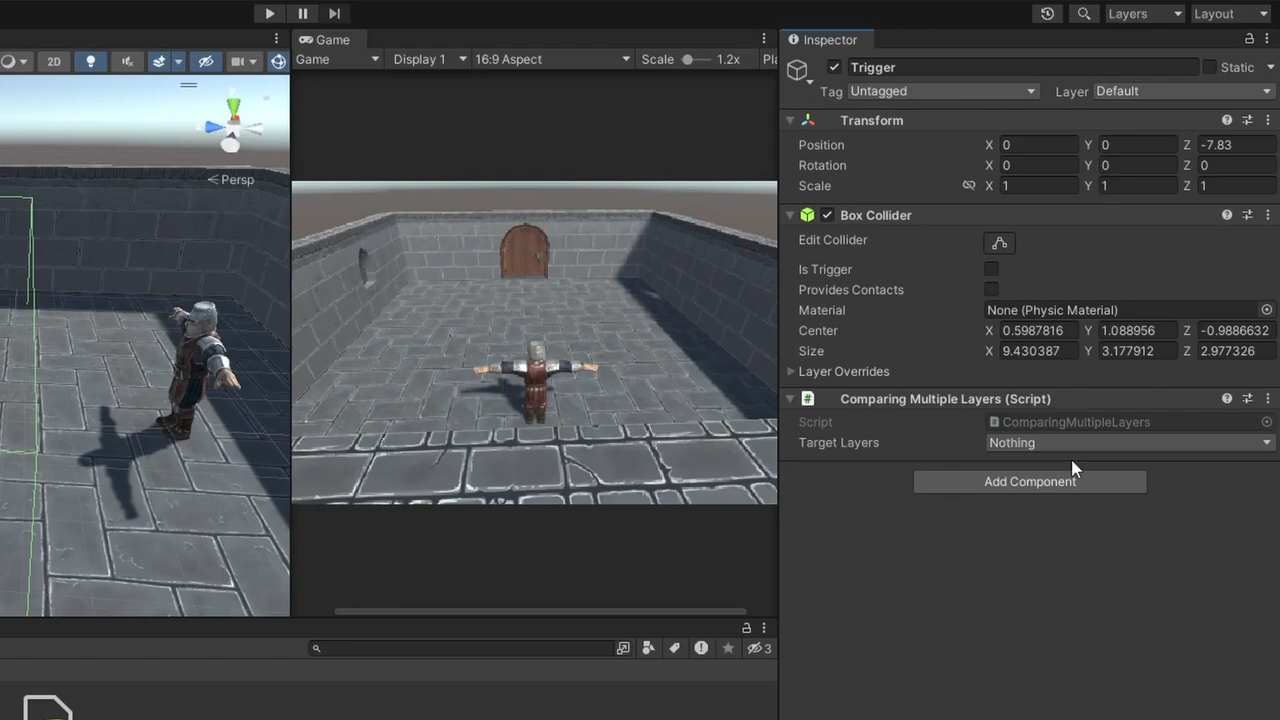 Layers
Layout
Game
Inspector
2D
Game
Display 1
16:9 Aspect
Scale
1.2x
Pla
Trigger
Static
Tag
Untagged
Layer
Default
Transform
Position
X
0
Y
0
Z
-7.83
Rotation
X
0
Y
0
Z
0
Scale
X
1
Y
1
Z
1
Persp
Box Collider
Edit Collider
Is Trigger
Provides Contacts
Material
None (Physic Material)
Center
X
0.5987816
Y
1.088956
Z
-0.9886632
Size
X
9.430387
Y
3.177912
Z
2.977326
Layer Overrides
#
Comparing Multiple Layers (Script)
Script
ComparingMultipleLayers
Target Layers
Nothing
Add Component
3